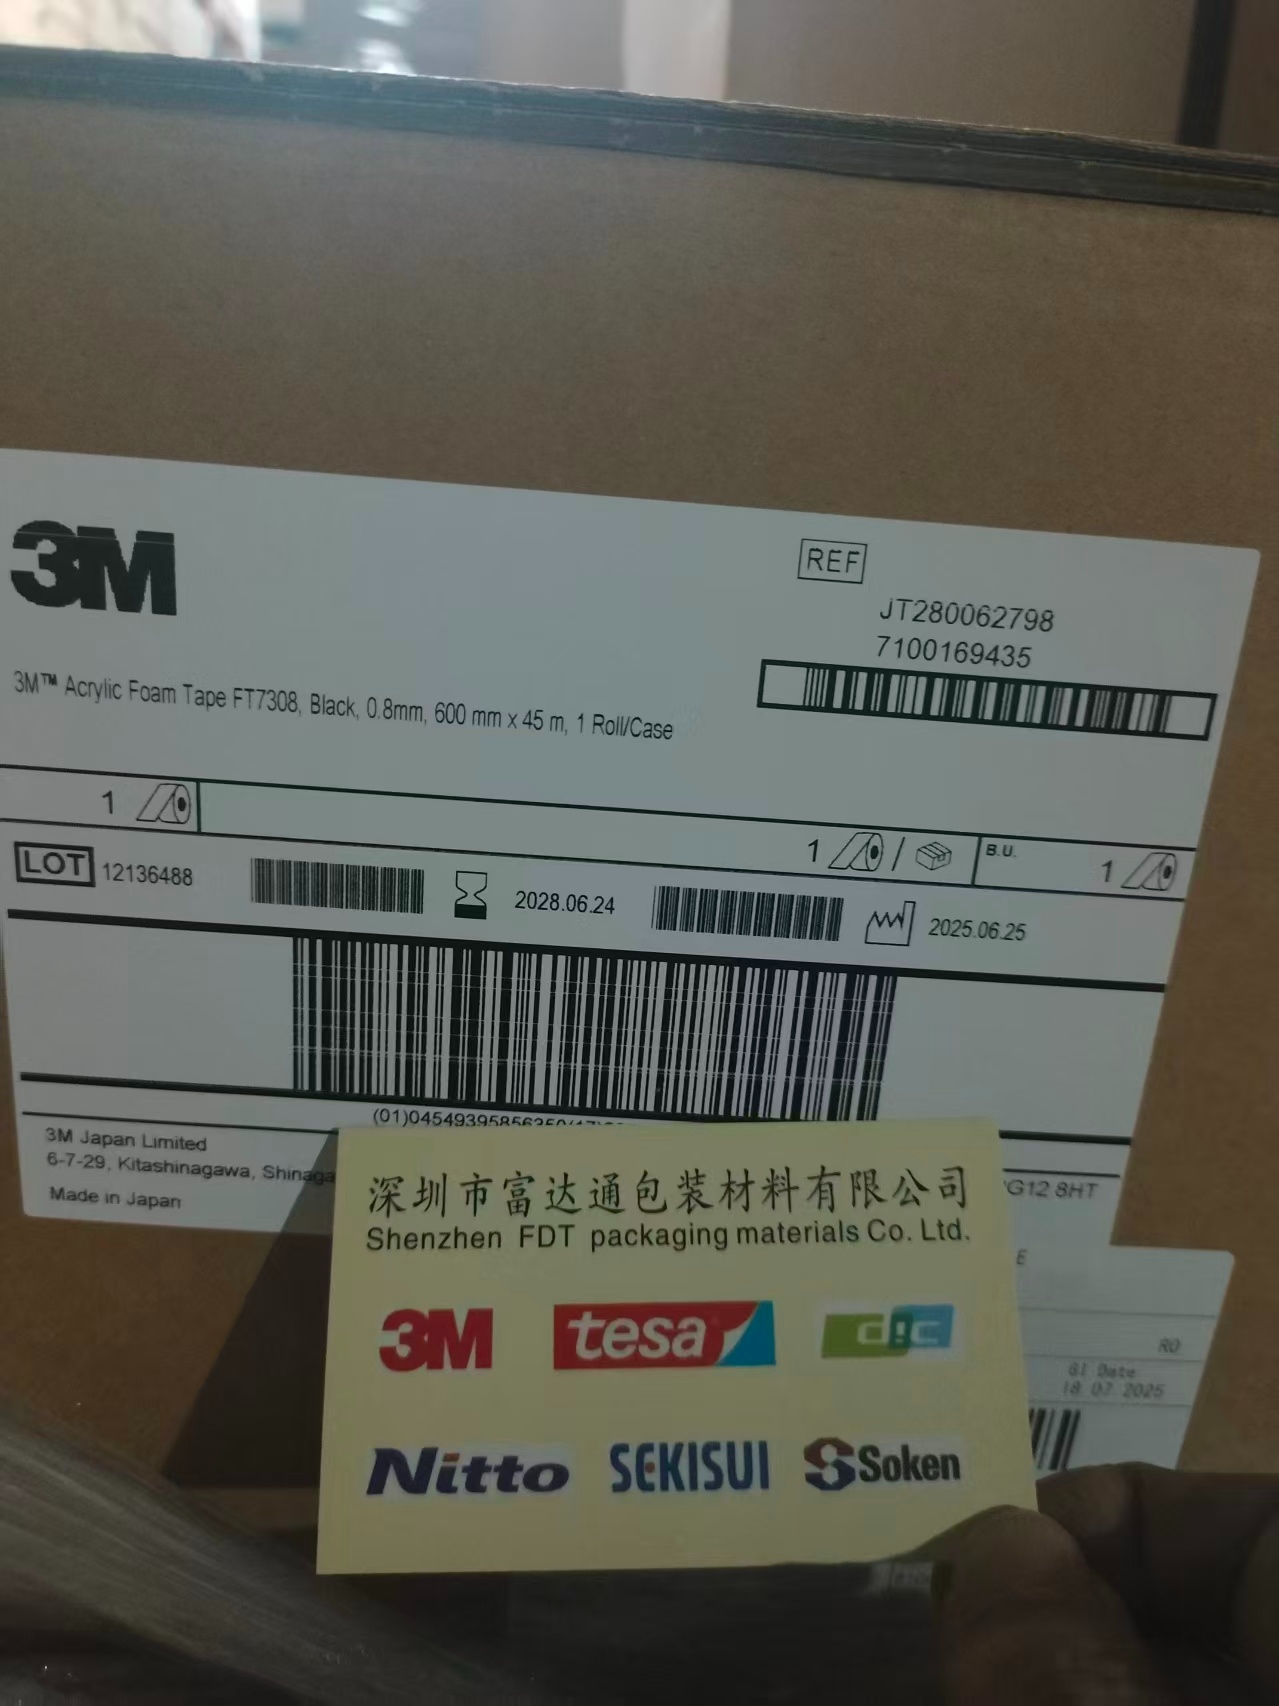 3M
REF
JT280062798
7100169435
3M™ Acrylic Foam Tape FT7308, Black, 0.8mm, 600 mm x 45 m, 1 Roll/Case
1
1 /
B.U.
1
LOT 12136488
2028.06.24
2025.06.25
3M Japan Limited
6-7-29, Kitashinagawa,
Made in Japan
深圳市富达通包装材料有限公司
Shenzhen FDT packaging materials Co. Ltd.
3M tesa dic
Nitto SEKISUI Soken
8HT
E
RO
GI Date
18 07 2025